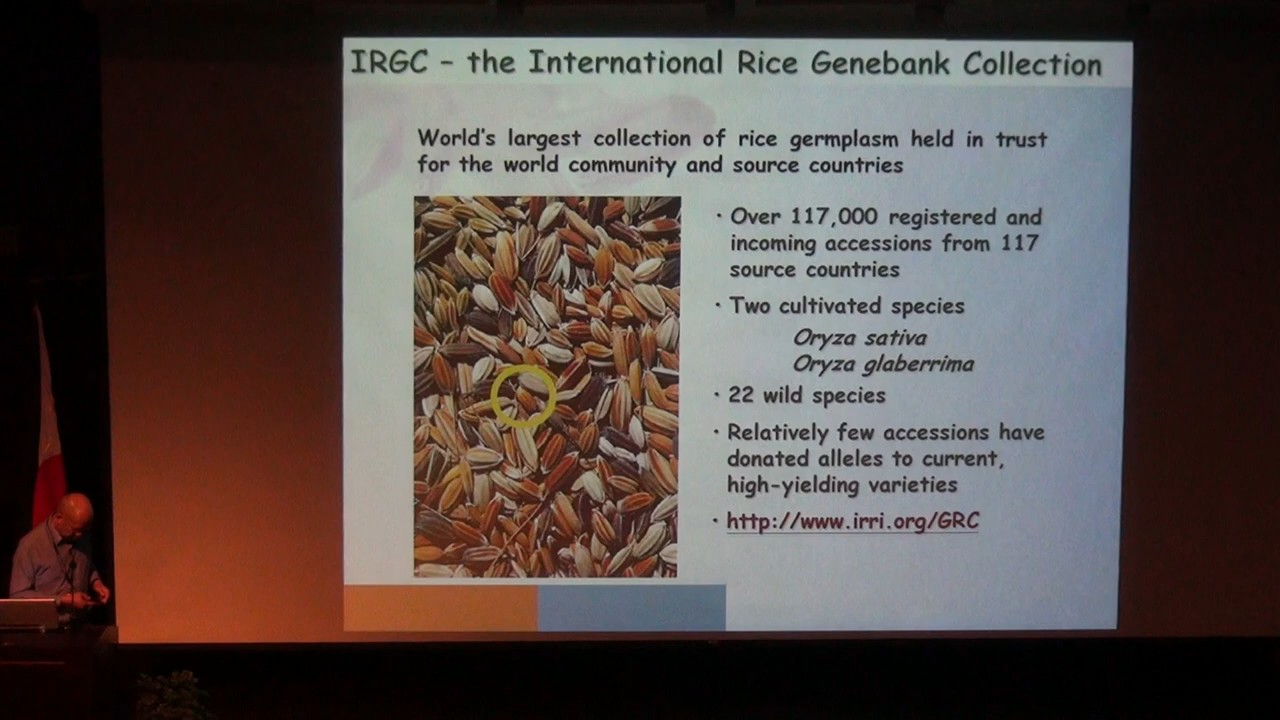 IRGC – the International Rice Genebank Collection
World's largest collection of rice germplasm held in trust
for the world community and source countries
· Over 117,000 registered and
incoming accessions from 117
source countries
· Two cultivated species
Oryza sativa
Oryza glaberrima
· 22 wild species
· Relatively few accessions have
donated alleles to current,
high-yielding varieties
· http://www.irri.org/GRC